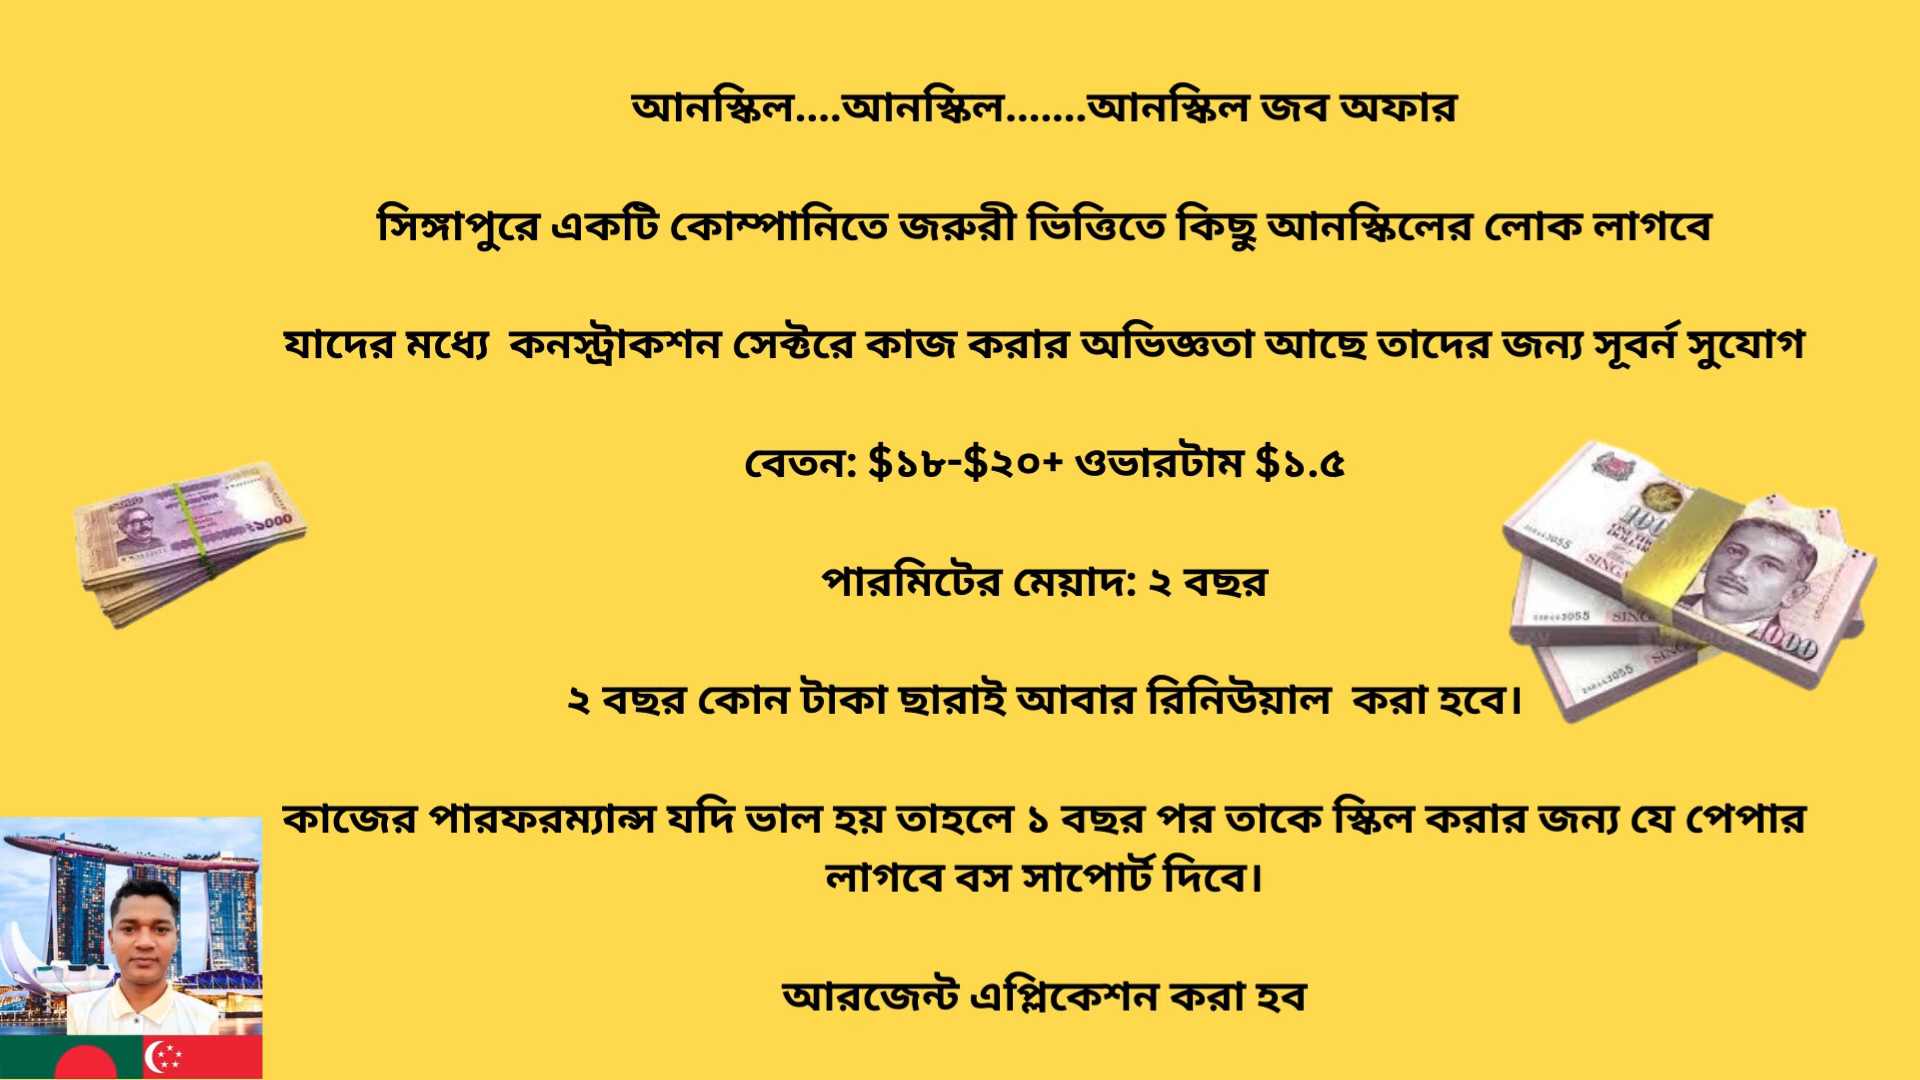 আনস্কিল....আনস্কিল.......আনস্কিল জব অফার
সিঙ্গাপুরে একটি কোম্পানিতে জরুরী ভিত্তিতে কিছু আনস্কিলের লোক লাগবে
যাদের মধ্যে  কনস্ট্রাকশন সেক্টরে কাজ করার অভিজ্ঞতা আছে তাদের জন্য সূবর্ন সুযোগ
বেতন: $১৮-$২০+ ওভারটাম $১.৫
পারমিটের মেয়াদ: ২ বছর
২ বছর কোন টাকা ছারাই আবার রিনিউয়াল  করা হবে।
কাজের পারফরম্যান্স যদি ভাল হয় তাহলে ১ বছর পর তাকে স্কিল করার জন্য যে পেপার
লাগবে বস সাপোর্ট দিবে।
আরজেন্ট এপ্লিকেশন করা হব